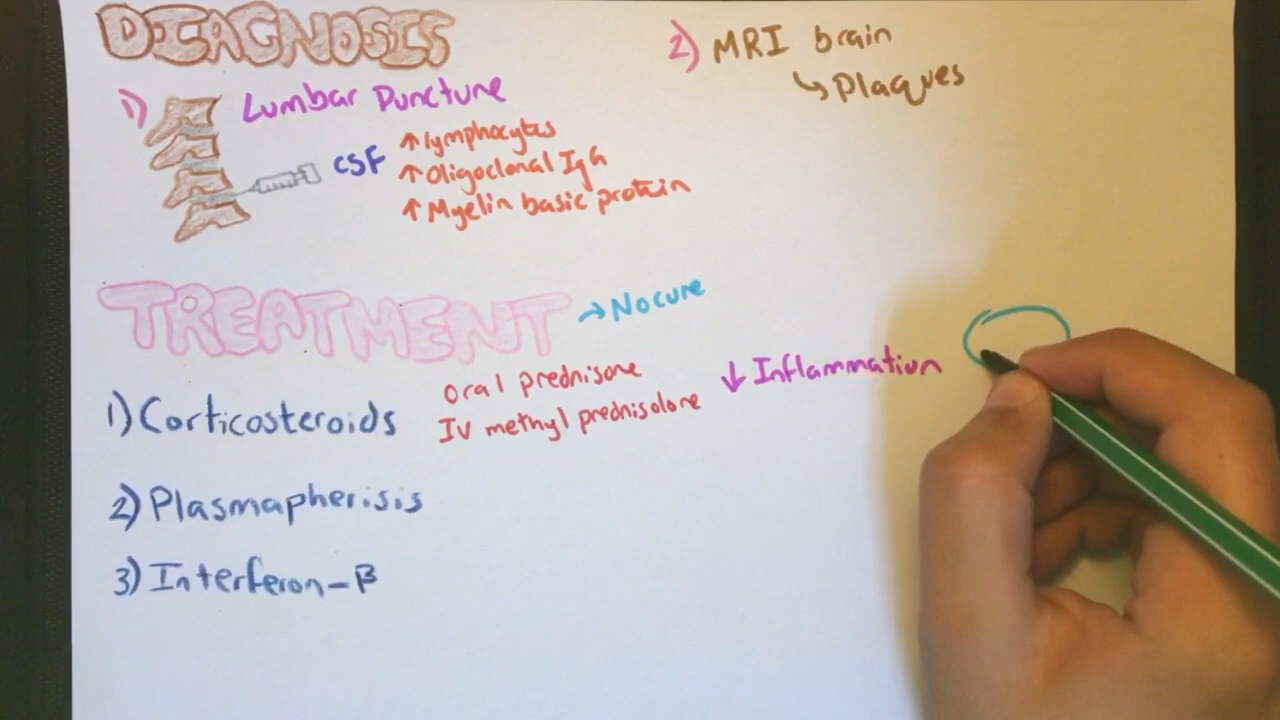 DIAGNOSIS
1) Lumbar Puncture
CSF
↑ lymphocytes
↑ Oligoclonal IgG
↑ Myelin basic protein
2) MRI brain
↳ Plaques
TREATMENT → No cure
1) Corticosteroids
oral prednisone
IV methyl prednisolone
↓ Inflammation
2) Plasmapherisis
3) Interferon-β